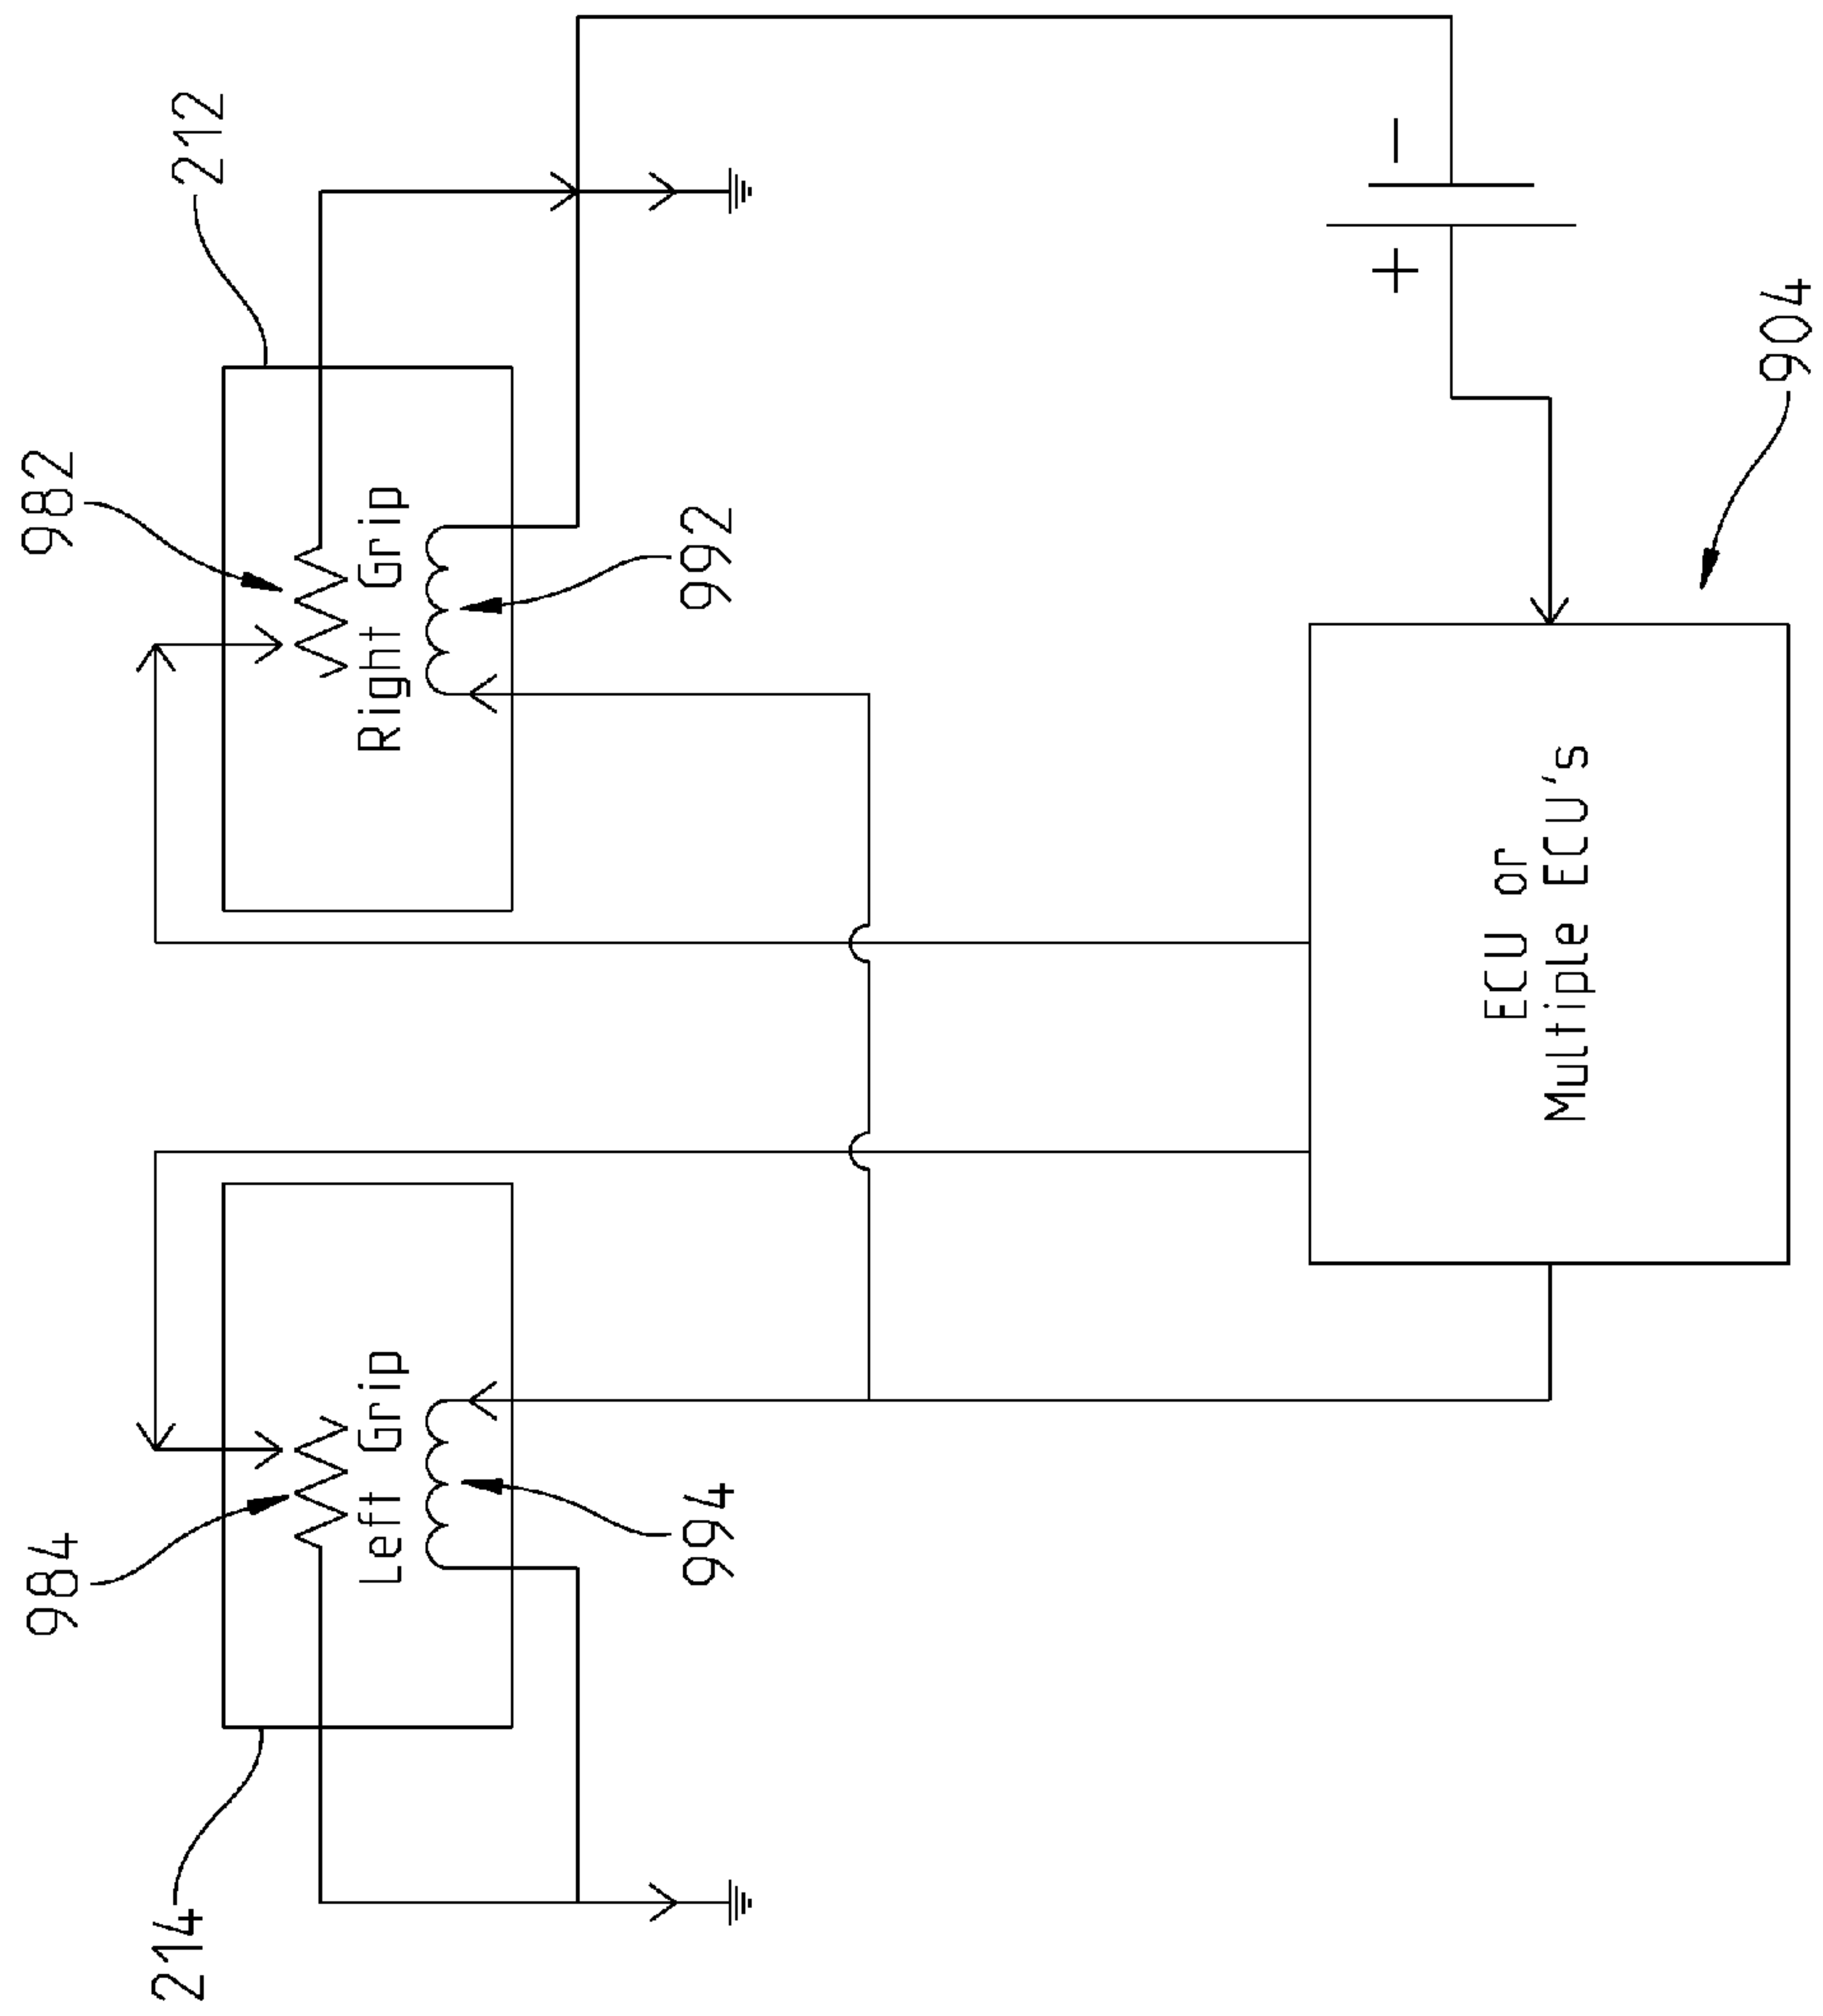 984
982
214
212
Left Grip
Right Grip
994
992
+
−
ECU or
Multiple ECU's
904